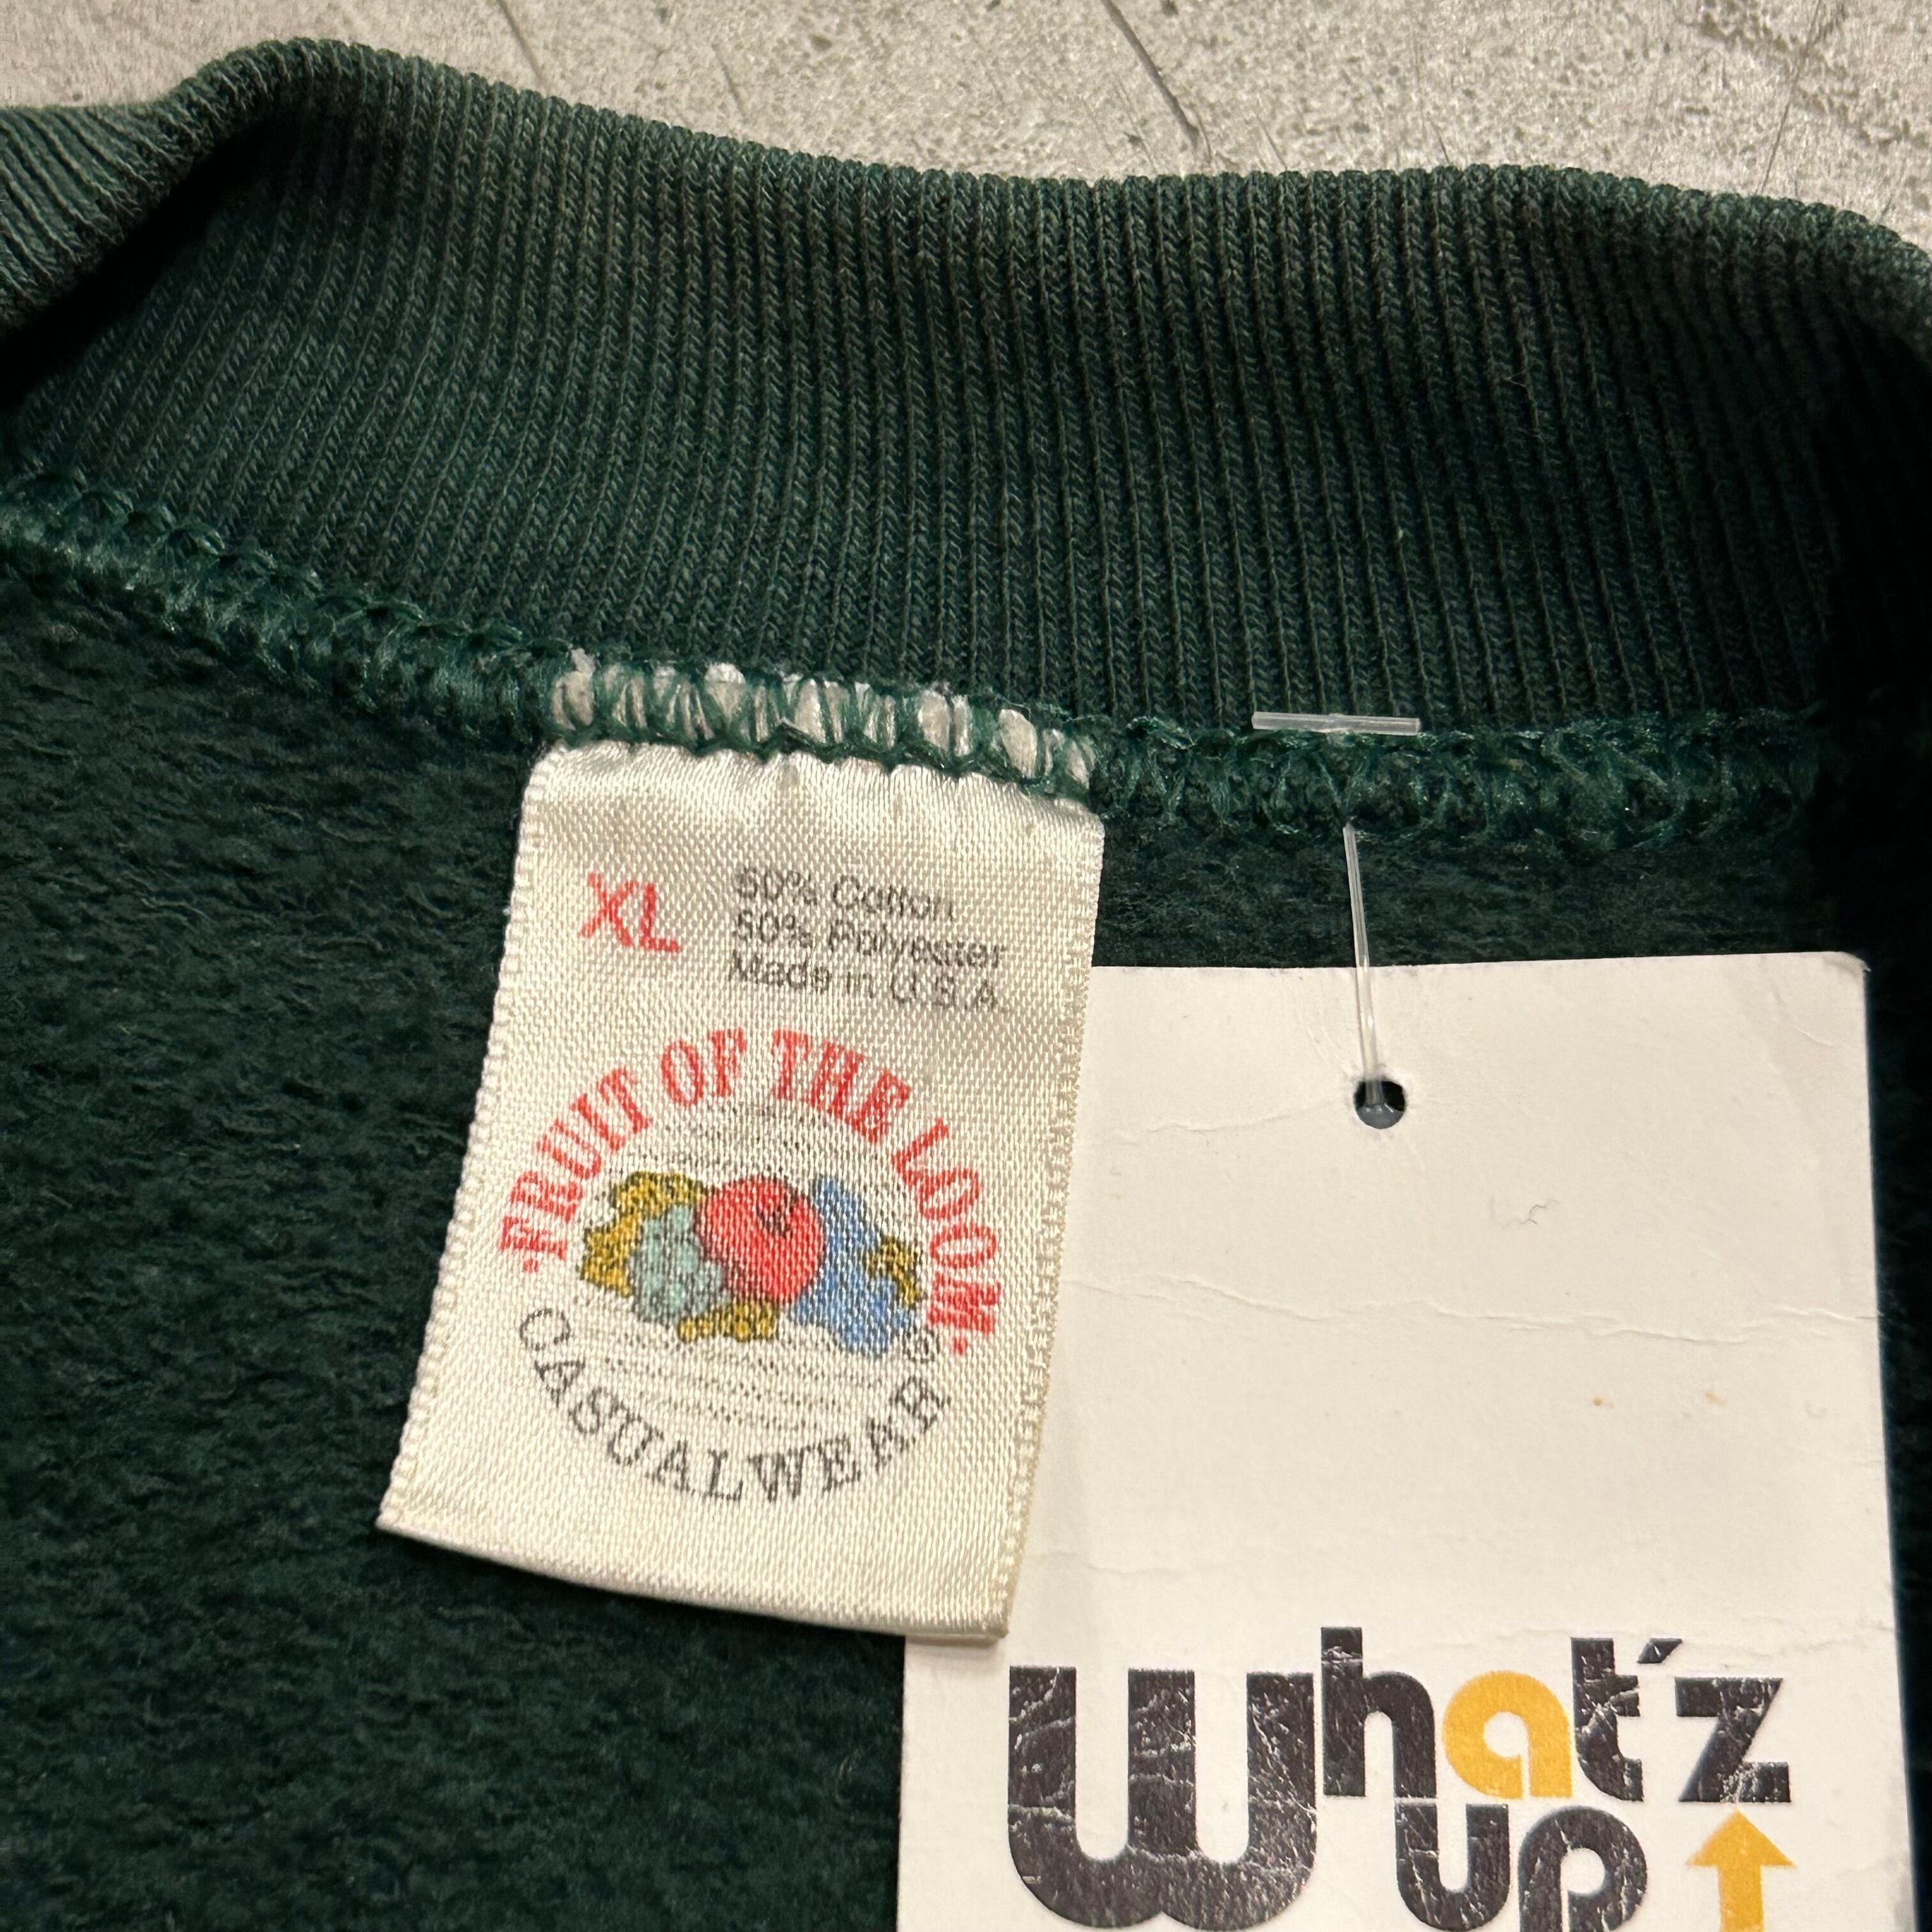 XL
50% Cotton
50% Polyester
Made in U.S.A.
·FRUIT OF THE LOOM·
®
CASUALWEAR
What'z
up